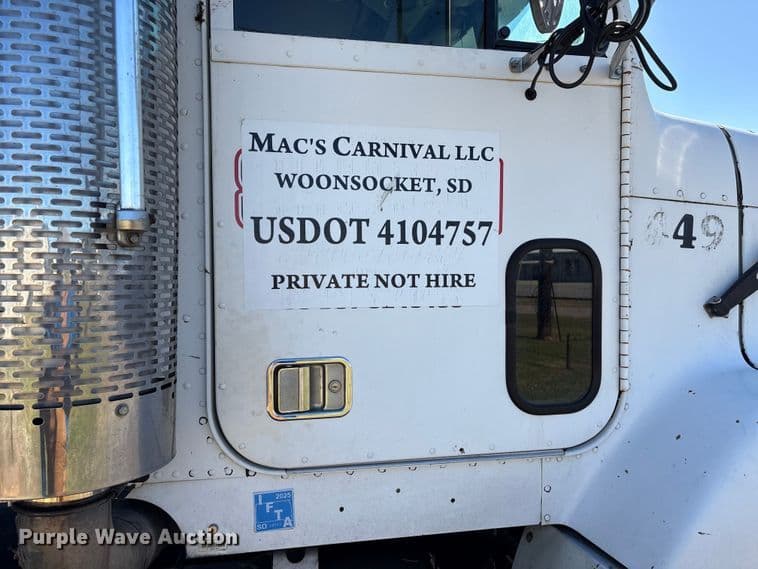 MAC'S CARNIVAL LLC
WOONSOCKET, SD
USDOT 4104757
PRIVATE NOT HIRE
49
2025
IFTA
SD
Purple Wave Auction